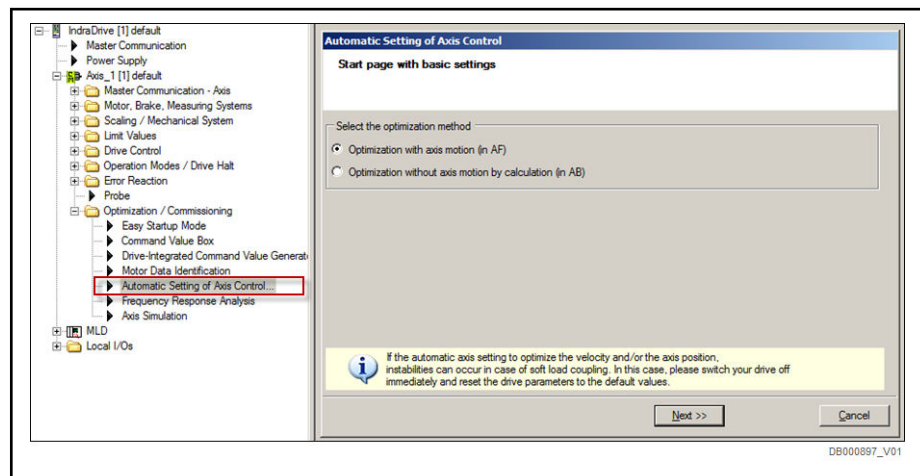 IndraDrive [1] default
Master Communication
Power Supply
Axis_1 [1] default
Master Communication - Axis
Motor, Brake, Measuring Systems
Scaling / Mechanical System
Limit Values
Drive Control
Operation Modes / Drive Halt
Error Reaction
Probe
Optimization / Commissioning
Easy Startup Mode
Command Value Box
Drive-Integrated Command Value Generat
Motor Data Identification
Automatic Setting of Axis Control...
Frequency Response Analysis
Axis Simulation
MLD
Local I/Os
Automatic Setting of Axis Control
Start page with basic settings
Select the optimization method
Optimization with axis motion (in AF)
Optimization without axis motion by calculation (in AB)
If the automatic axis setting to optimize the velocity and/or the axis position,
instabilities can occur in case of soft load coupling. In this case, please switch your drive off
immediately and reset the drive parameters to the default values.
Next >>
Cancel
DB000897_V01